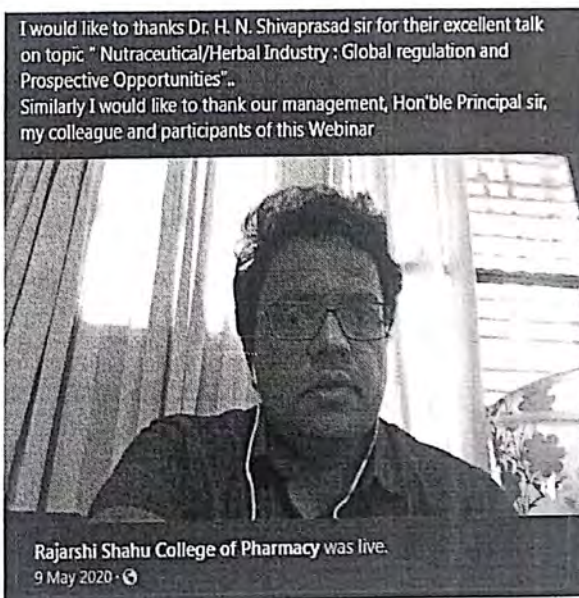 I would like to thanks Dr. H. N. Shivaprasad sir for their excellent talk
on topic " Nutraceutical/Herbal Industry : Global regulation and
Prospective Opportunities"..
Similarly I would like to thank our management, Hon'ble Principal sir,
my colleague and participants of this Webinar
Rajarshi Shahu College of Pharmacy was live.
9 May 2020 ·